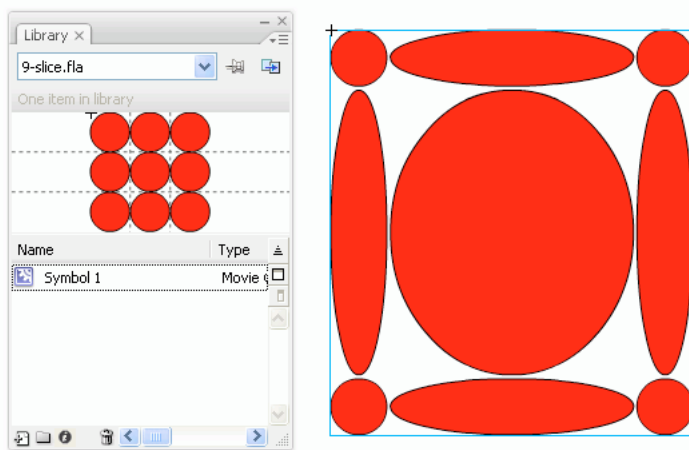 Library
9-slice.fla
One item in library
Name Type
Symbol 1 Movie